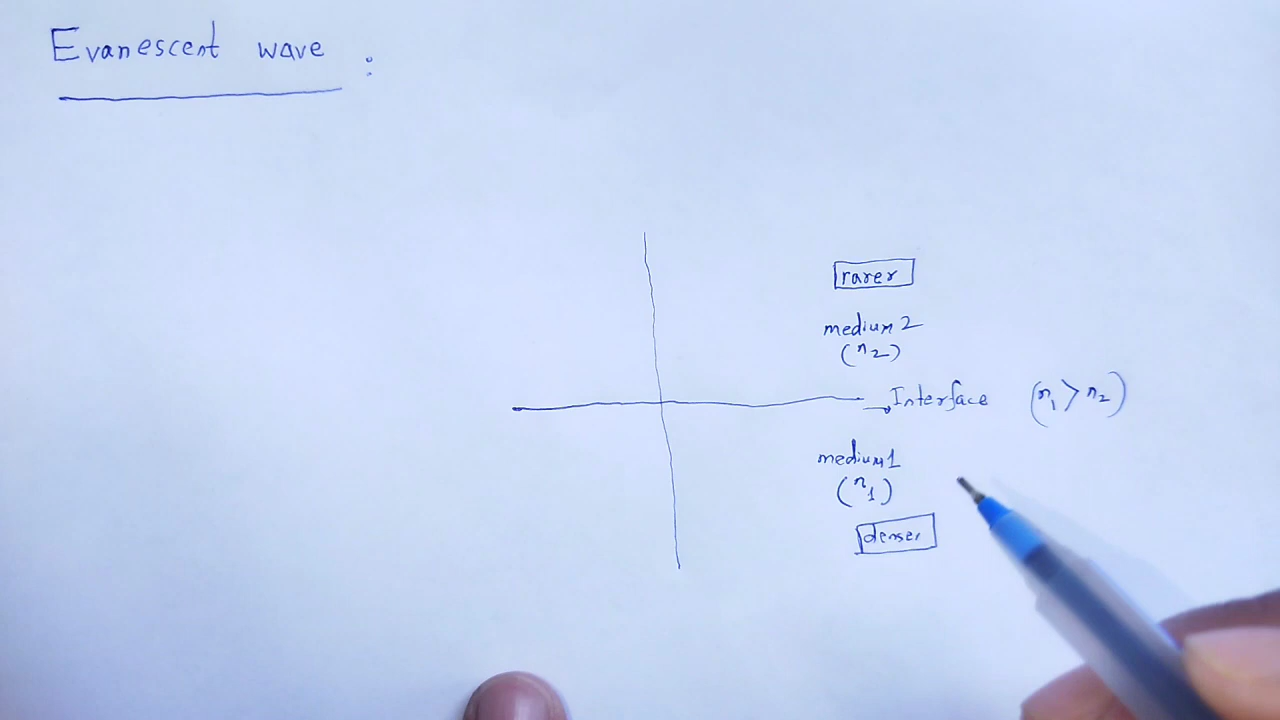 Evanescent wave :
rarer
medium 2
(n2)
Interface (n1 > n2)
medium 1
(n1)
denser